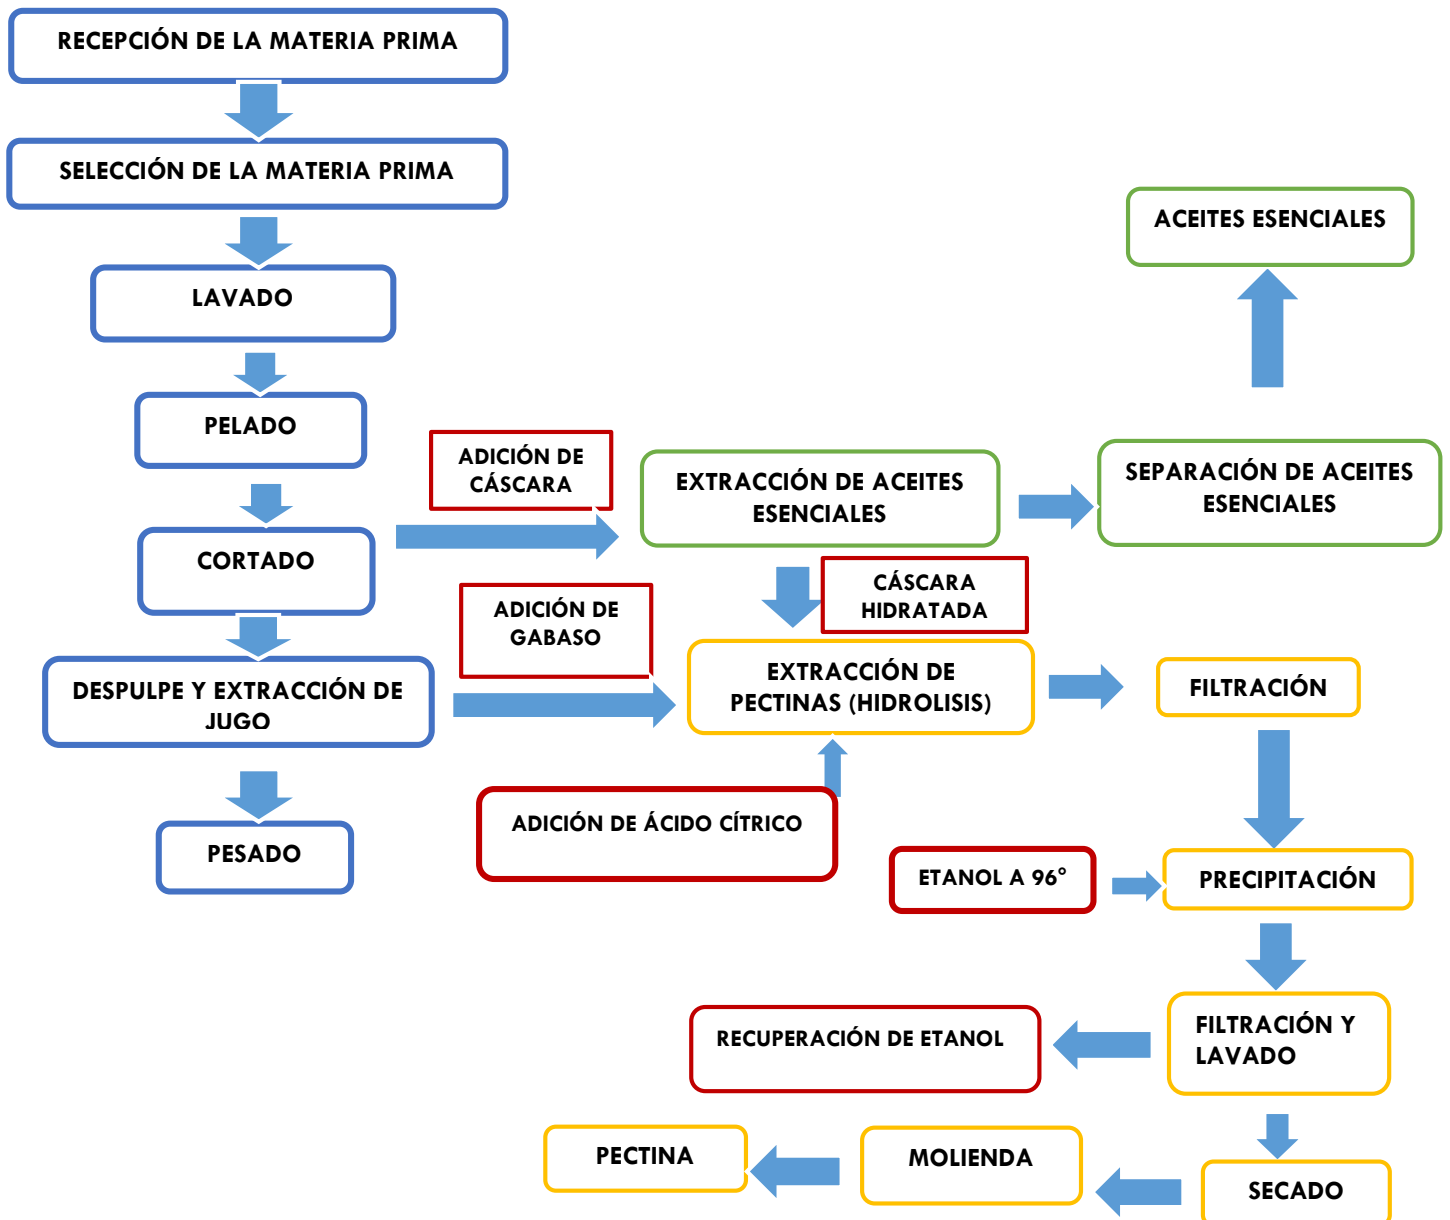 RECEPCIÓN DE LA MATERIA PRIMA
SELECCIÓN DE LA MATERIA PRIMA
LAVADO
PELADO
CORTADO
DESPULPE Y EXTRACCIÓN DE
JUGO
PESADO
ADICIÓN DE
CÁSCARA
EXTRACCIÓN DE ACEITES
ESENCIALES
SEPARACIÓN DE ACEITES
ESENCIALES
ACEITES ESENCIALES
CÁSCARA
HIDRATADA
ADICIÓN DE
GABASO
EXTRACCIÓN DE
PECTINAS (HIDROLISIS)
ADICIÓN DE ÁCIDO CÍTRICO
FILTRACIÓN
ETANOL A 96°
PRECIPITACIÓN
FILTRACIÓN Y
LAVADO
RECUPERACIÓN DE ETANOL
SECADO
MOLIENDA
PECTINA